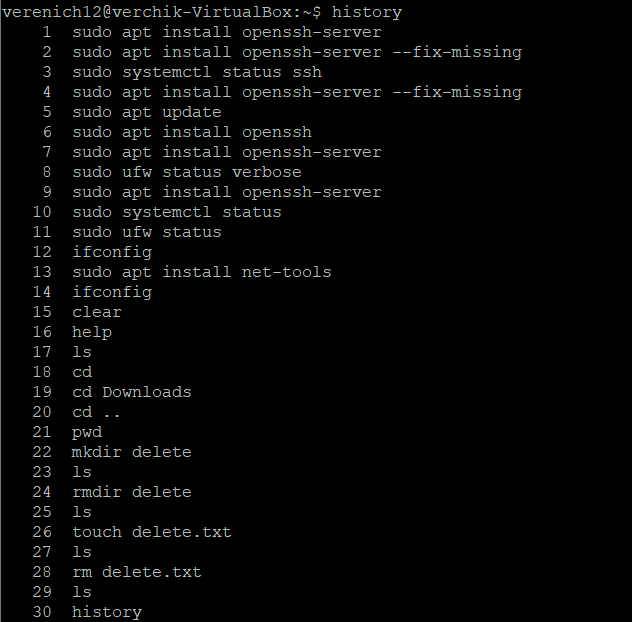 verenich12@verchik-VirtualBox:~$ history
1 sudo apt install openssh-server
2 sudo apt install openssh-server --fix-missing
3 sudo systemctl status ssh
4 sudo apt install openssh-server --fix-missing
5 sudo apt update
6 sudo apt install openssh
7 sudo apt install openssh-server
8 sudo ufw status verbose
9 sudo apt install openssh-server
10 sudo systemctl status
11 sudo ufw status
12 ifconfig
13 sudo apt install net-tools
14 ifconfig
15 clear
16 help
17 ls
18 cd
19 cd Downloads
20 cd ..
21 pwd
22 mkdir delete
23 ls
24 rmdir delete
25 ls
26 touch delete.txt
27 ls
28 rm delete.txt
29 ls
30 history